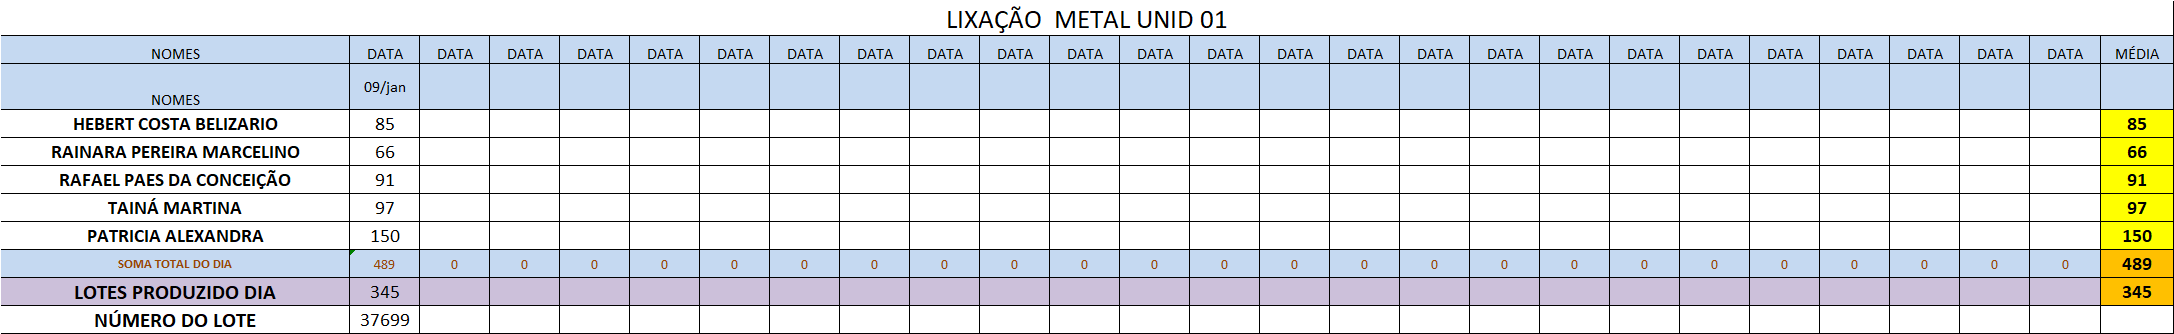 LIXAÇÃO METAL UNID 01
NOMES DATA DATA DATA DATA DATA DATA DATA DATA DATA DATA DATA DATA DATA DATA DATA DATA DATA DATA DATA DATA DATA DATA DATA DATA DATA MÉDIA
NOMES 09/jan
HEBERT COSTA BELIZARIO 85 85
RAINARA PEREIRA MARCELINO 66 66
RAFAEL PAES DA CONCEIÇÃO 91 91
TAINÁ MARTINA 97 97
PATRICIA ALEXANDRA 150 150
SOMA TOTAL DO DIA 489 0 0 0 0 0 0 0 0 0 0 0 0 0 0 0 0 0 0 0 0 0 0 0 0 489
LOTES PRODUZIDO DIA 345 345
NÚMERO DO LOTE 37699